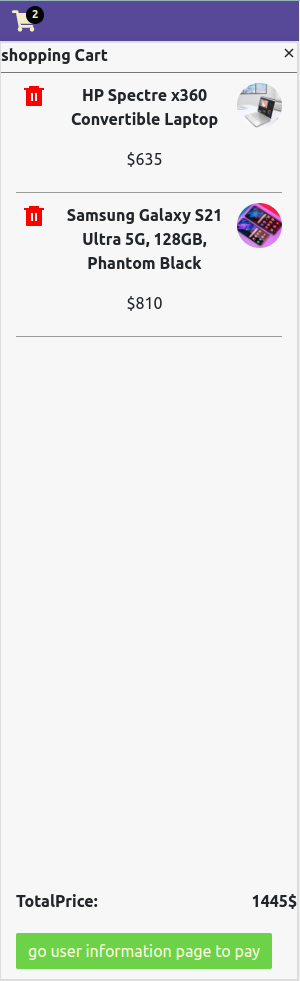 2
shopping Cart ×
HP Spectre x360
Convertible Laptop
$635
Samsung Galaxy S21
Ultra 5G, 128GB,
Phantom Black
$810
TotalPrice: 1445$
go user information page to pay